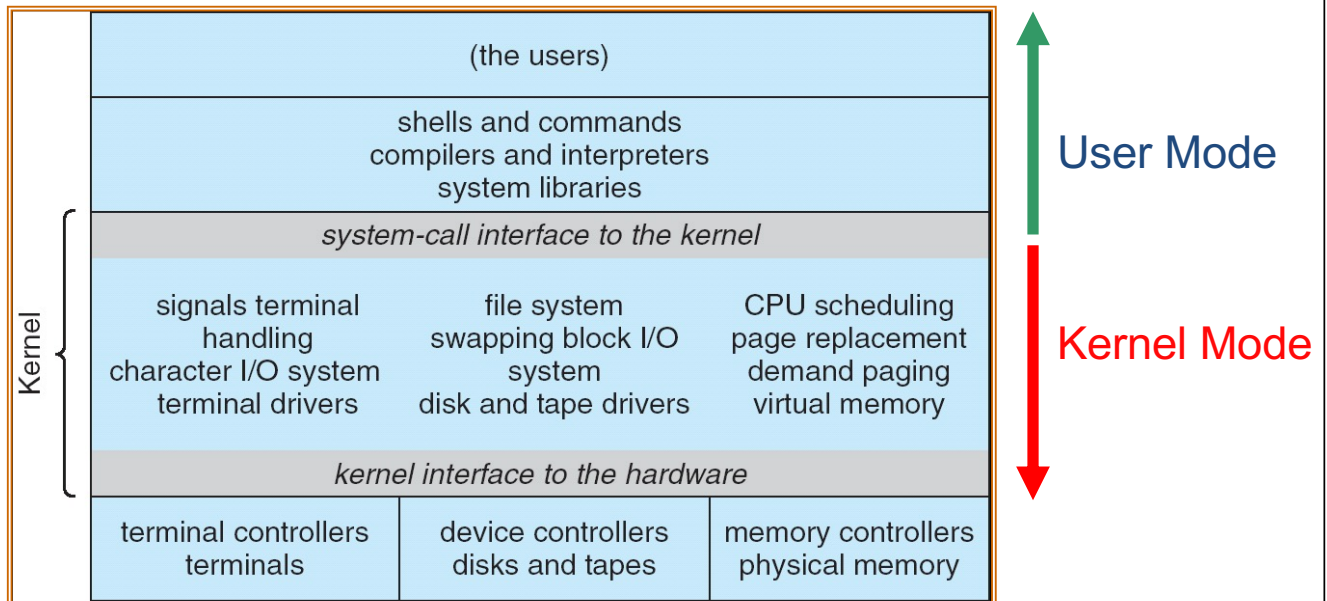 (the users)
shells and commands
compilers and interpreters
system libraries
User Mode
system-call interface to the kernel
Kernel
signals terminal
handling
character I/O system
terminal drivers
file system
swapping block I/O
system
disk and tape drivers
CPU scheduling
page replacement
demand paging
virtual memory
Kernel Mode
kernel interface to the hardware
terminal controllers
terminals
device controllers
disks and tapes
memory controllers
physical memory